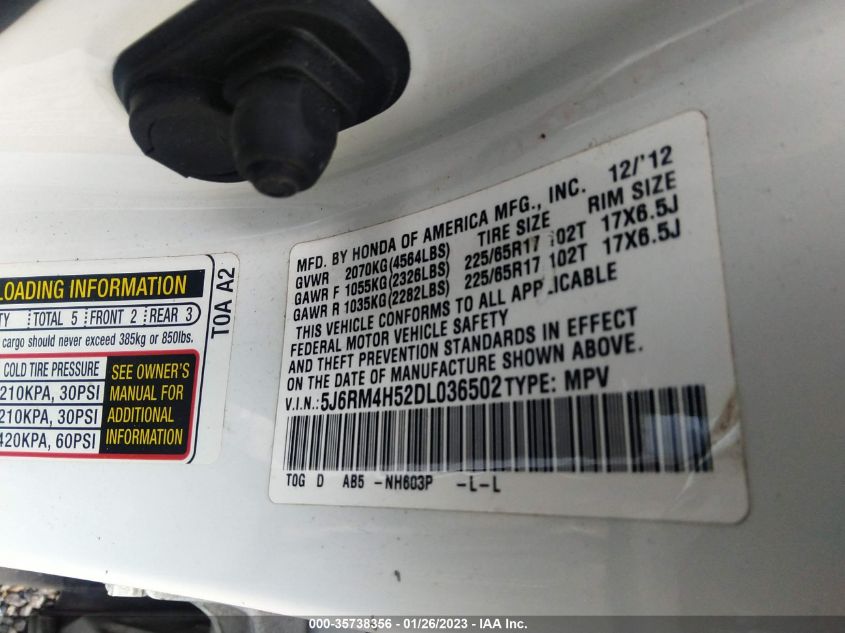 LOADING INFORMATION
TOTAL 5 FRONT 2 REAR 3
cargo should never exceed 385kg or 850lbs.
COLD TIRE PRESSURE
210KPA, 30PSI
210KPA, 30PSI
420KPA, 60PSI
SEE OWNER'S
MANUAL FOR
ADDITIONAL
INFORMATION
T0A A2
MFD. BY HONDA OF AMERICA MFG., INC. 12/'12
GVWR 2070KG(4564LBS) TIRE SIZE RIM SIZE
GAWR F 1055KG(2326LBS) 225/65R17 102T 17X6.5J
GAWR R 1035KG(2282LBS) 225/65R17 102T 17X6.5J
THIS VEHICLE CONFORMS TO ALL APPLICABLE
FEDERAL MOTOR VEHICLE SAFETY
AND THEFT PREVENTION STANDARDS IN EFFECT
ON THE DATE OF MANUFACTURE SHOWN ABOVE.
V.I.N.: 5J6RM4H52DL036502 TYPE: MPV
T0G D AB5 -NH603P -L-L
000-35738356 - 01/26/2023 - IAA Inc.